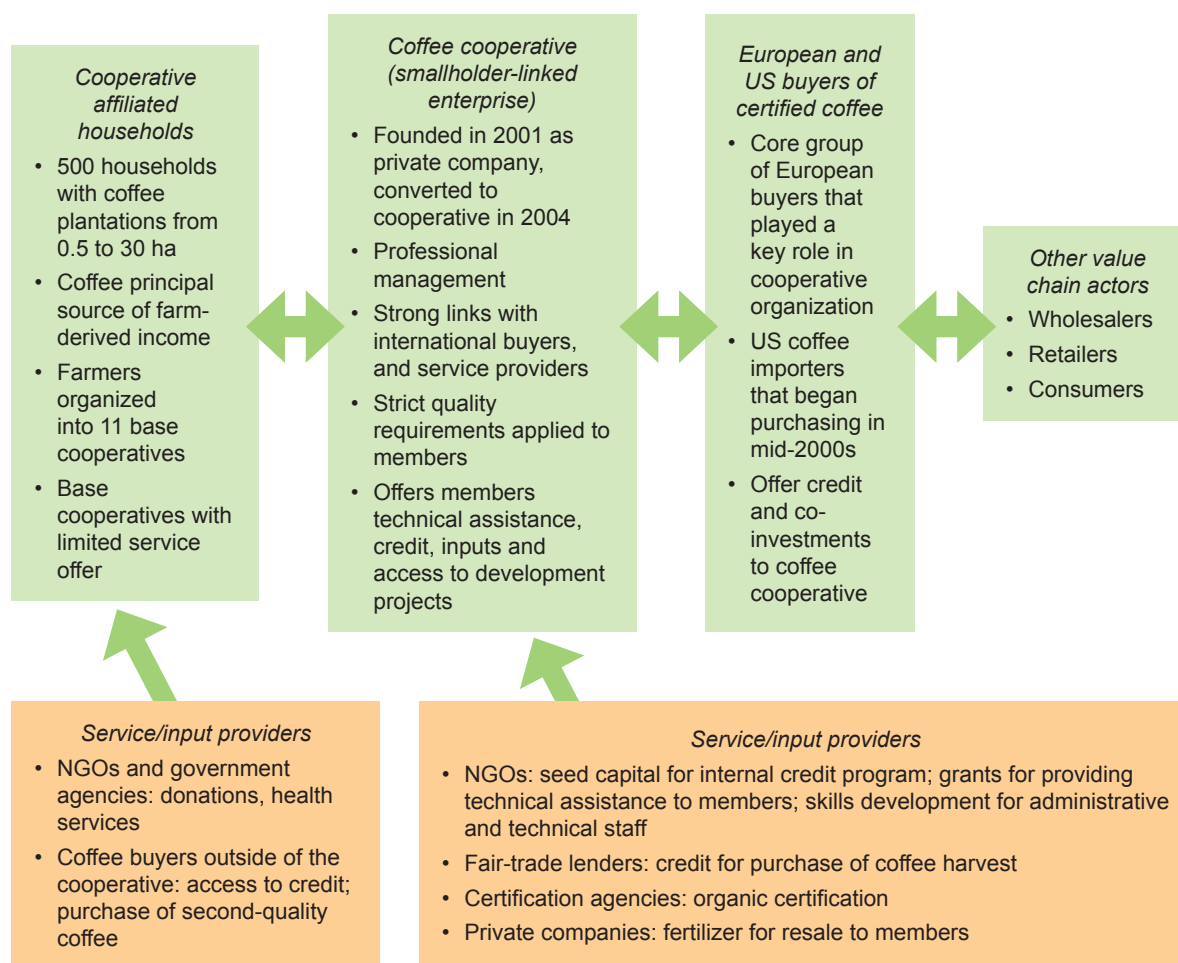 Cooperative
affiliated
households
• 500 households
with coffee
plantations from
0.5 to 30 ha
• Coffee principal
source of farm-
derived income
• Farmers
organized
into 11 base
cooperatives
• Base
cooperatives with
limited service
offer
Coffee cooperative
(smallholder-linked
enterprise)
• Founded in 2001 as
private company,
converted to
cooperative in 2004
• Professional
management
• Strong links with
international buyers,
and service providers
• Strict quality
requirements applied to
members
• Offers members
technical assistance,
credit, inputs and
access to development
projects
European and
US buyers of
certified coffee
• Core group
of European
buyers that
played a
key role in
cooperative
organization
• US coffee
importers
that began
purchasing in
mid-2000s
• Offer credit
and co-
investments
to coffee
cooperative
Other value
chain actors
• Wholesalers
• Retailers
• Consumers
Service/input providers
• NGOs and government
agencies: donations, health
services
• Coffee buyers outside of the
cooperative: access to credit;
purchase of second-quality
coffee
Service/input providers
• NGOs: seed capital for internal credit program; grants for providing
technical assistance to members; skills development for administrative
and technical staff
• Fair-trade lenders: credit for purchase of coffee harvest
• Certification agencies: organic certification
• Private companies: fertilizer for resale to members